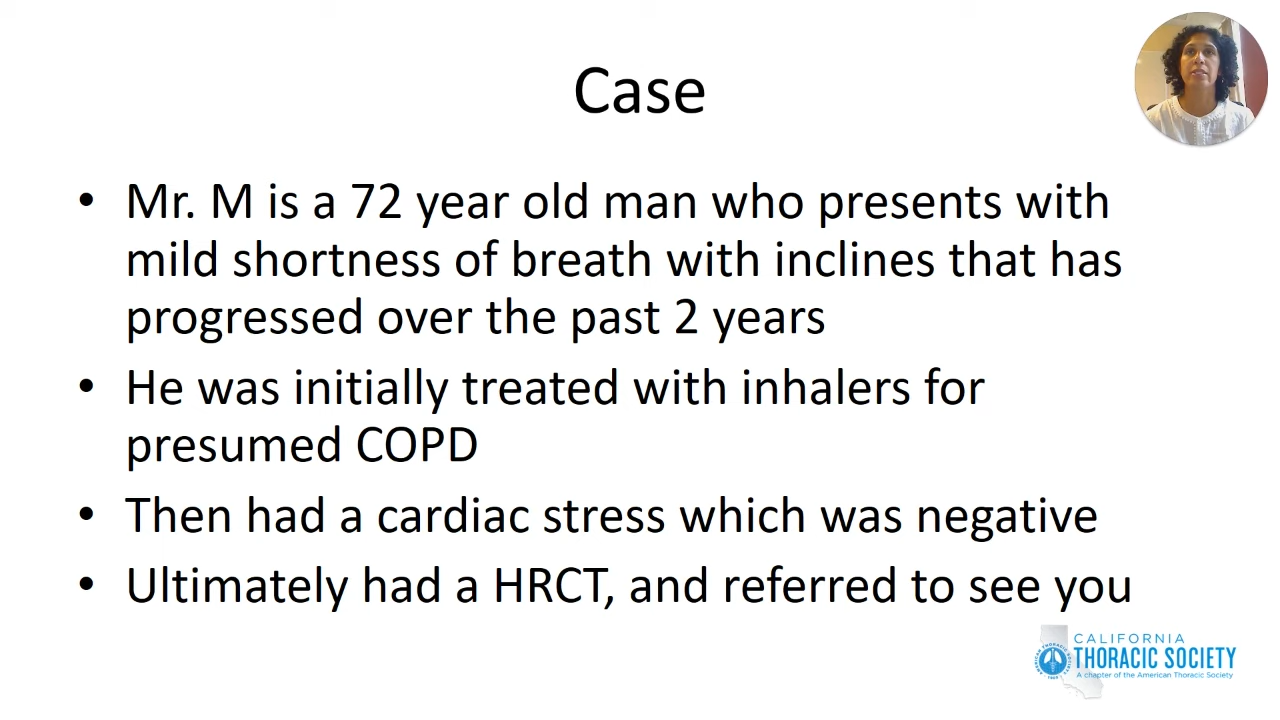 Case
• Mr. M is a 72 year old man who presents with
mild shortness of breath with inclines that has
progressed over the past 2 years
• He was initially treated with inhalers for
presumed COPD
• Then had a cardiac stress which was negative
• Ultimately had a HRCT, and referred to see you
CALIFORNIA
THORACIC SOCIETY
A chapter of the American Thoracic Society